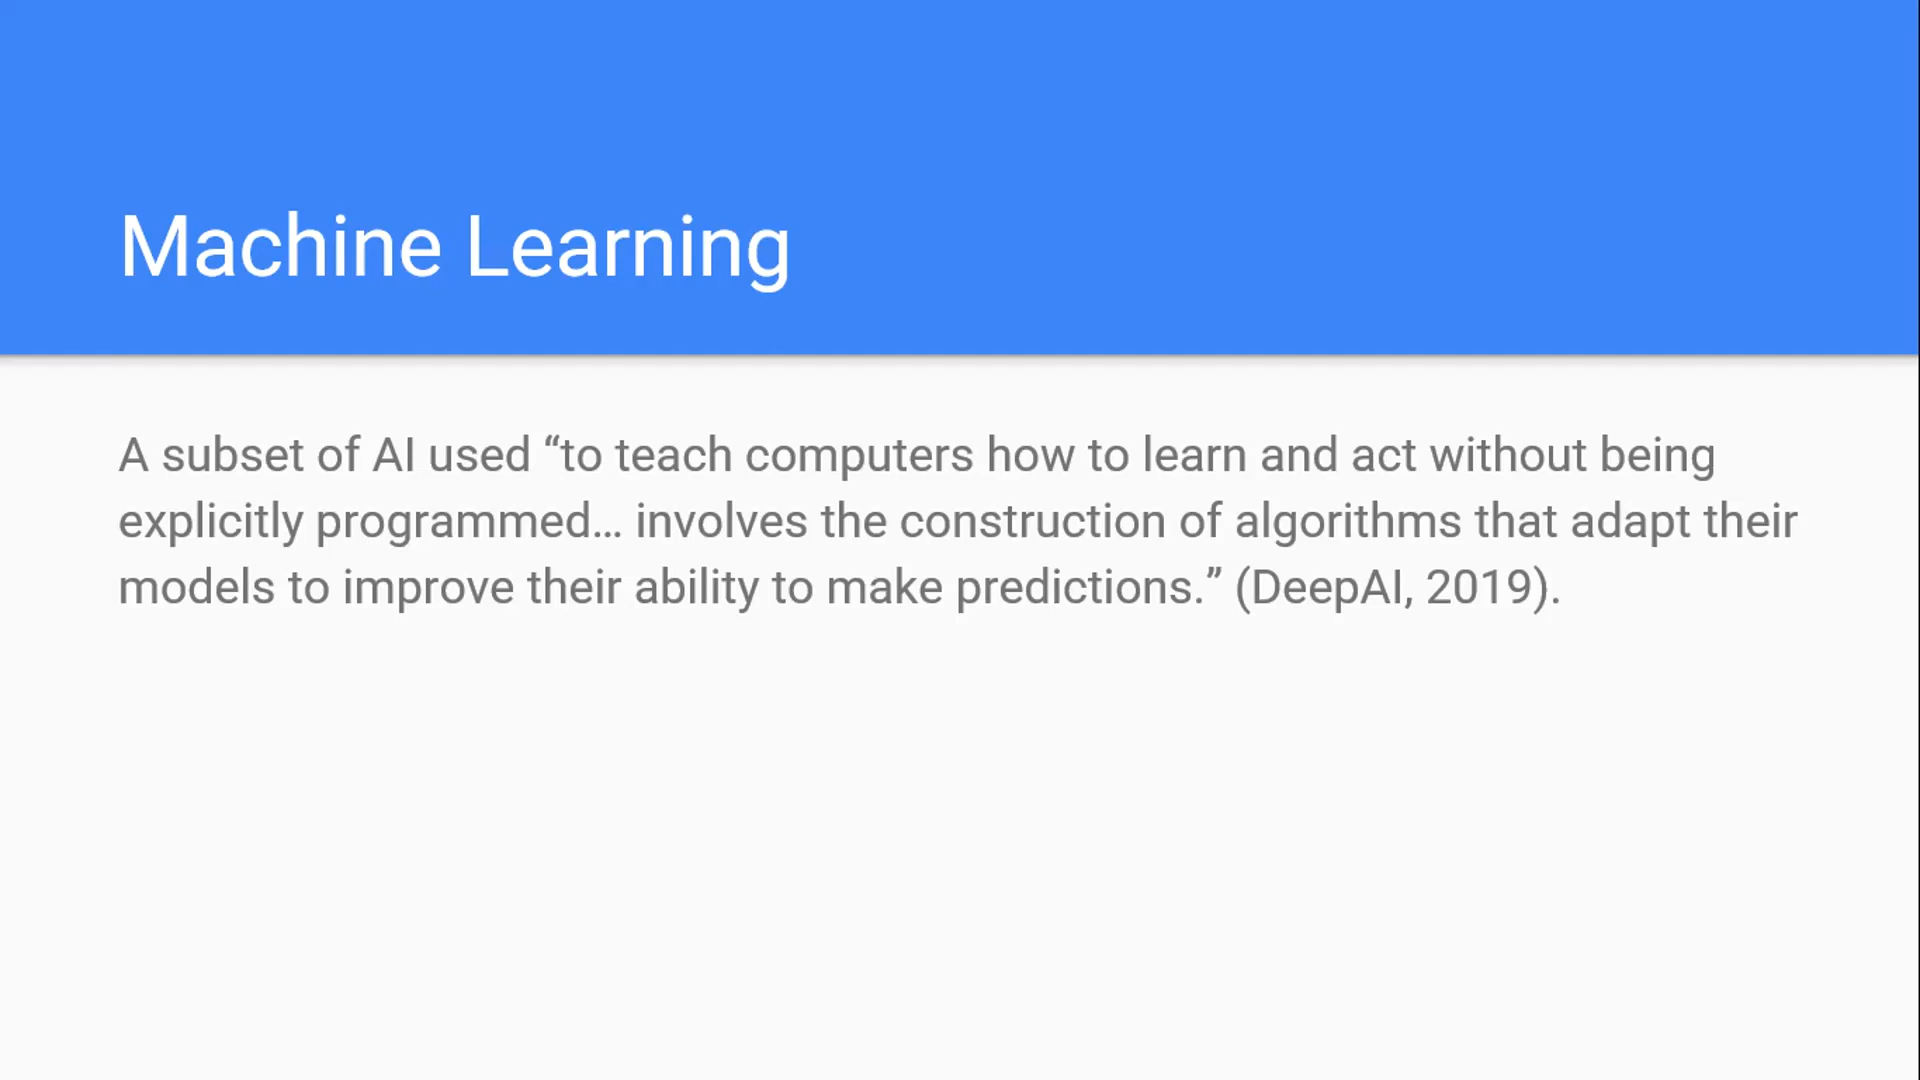 Machine Learning
A subset of AI used “to teach computers how to learn and act without being
explicitly programmed… involves the construction of algorithms that adapt their
models to improve their ability to make predictions.” (DeepAI, 2019).